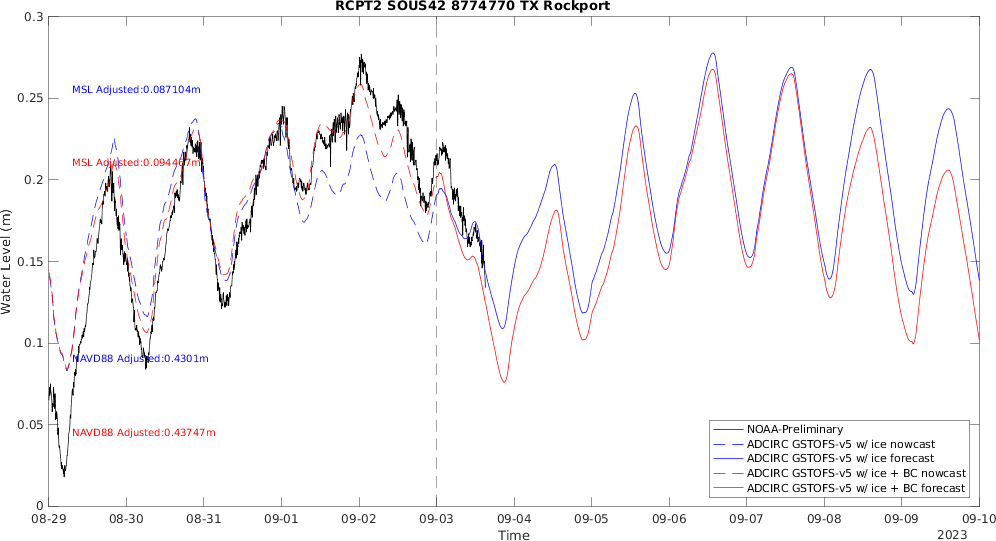 RCPT2 SOUS42 8774770 TX Rockport
0.3
0.25
0.2
0.15
0.1
0.05
0
Water Level (m)
MSL Adjusted:0.087104m
MSL Adjusted:0.094467m
NAVD88 Adjusted:0.4301m
NAVD88 Adjusted:0.43747m
NOAA-Preliminary
ADCIRC GSTOFS-v5 w/ ice nowcast
ADCIRC GSTOFS-v5 w/ ice forecast
ADCIRC GSTOFS-v5 w/ ice + BC nowcast
ADCIRC GSTOFS-v5 w/ ice + BC forecast
08-29 08-30 08-31 09-01 09-02 09-03 09-04 09-05 09-06 09-07 09-08 09-09 09-10
Time
2023